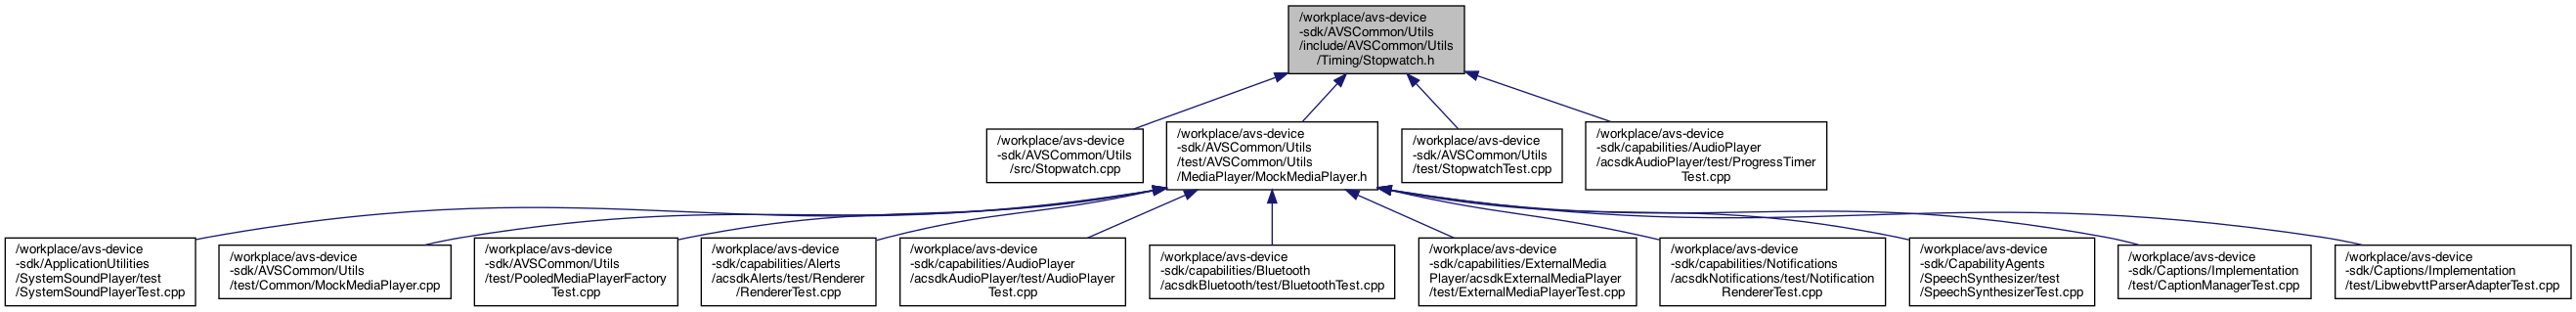 /workplace/avs-device
-sdk/AVSCommon/Utils
/include/AVSCommon/Utils
/Timing/Stopwatch.h
/workplace/avs-device
-sdk/AVSCommon/Utils
/src/Stopwatch.cpp
/workplace/avs-device
-sdk/AVSCommon/Utils
/test/AVSCommon/Utils
/MediaPlayer/MockMediaPlayer.h
/workplace/avs-device
-sdk/AVSCommon/Utils
/test/StopwatchTest.cpp
/workplace/avs-device
-sdk/capabilities/AudioPlayer
/acsdkAudioPlayer/test/ProgressTimer
Test.cpp
/workplace/avs-device
-sdk/ApplicationUtilities
/SystemSoundPlayer/test
/SystemSoundPlayerTest.cpp
/workplace/avs-device
-sdk/AVSCommon/Utils
/test/Common/MockMediaPlayer.cpp
/workplace/avs-device
-sdk/AVSCommon/Utils
/test/PooledMediaPlayerFactory
Test.cpp
/workplace/avs-device
-sdk/capabilities/Alerts
/acsdkAlerts/test/Renderer
/RendererTest.cpp
/workplace/avs-device
-sdk/capabilities/AudioPlayer
/acsdkAudioPlayer/test/AudioPlayer
Test.cpp
/workplace/avs-device
-sdk/capabilities/Bluetooth
/acsdkBluetooth/test/BluetoothTest.cpp
/workplace/avs-device
-sdk/capabilities/ExternalMedia
Player/acsdkExternalMediaPlayer
/test/ExternalMediaPlayerTest.cpp
/workplace/avs-device
-sdk/capabilities/Notifications
/acsdkNotifications/test/Notification
RendererTest.cpp
/workplace/avs-device
-sdk/CapabilityAgents
/SpeechSynthesizer/test
/SpeechSynthesizerTest.cpp
/workplace/avs-device
-sdk/Captions/Implementation
/test/CaptionManagerTest.cpp
/workplace/avs-device
-sdk/Captions/Implementation
/test/LibwebvttParserAdapterTest.cpp